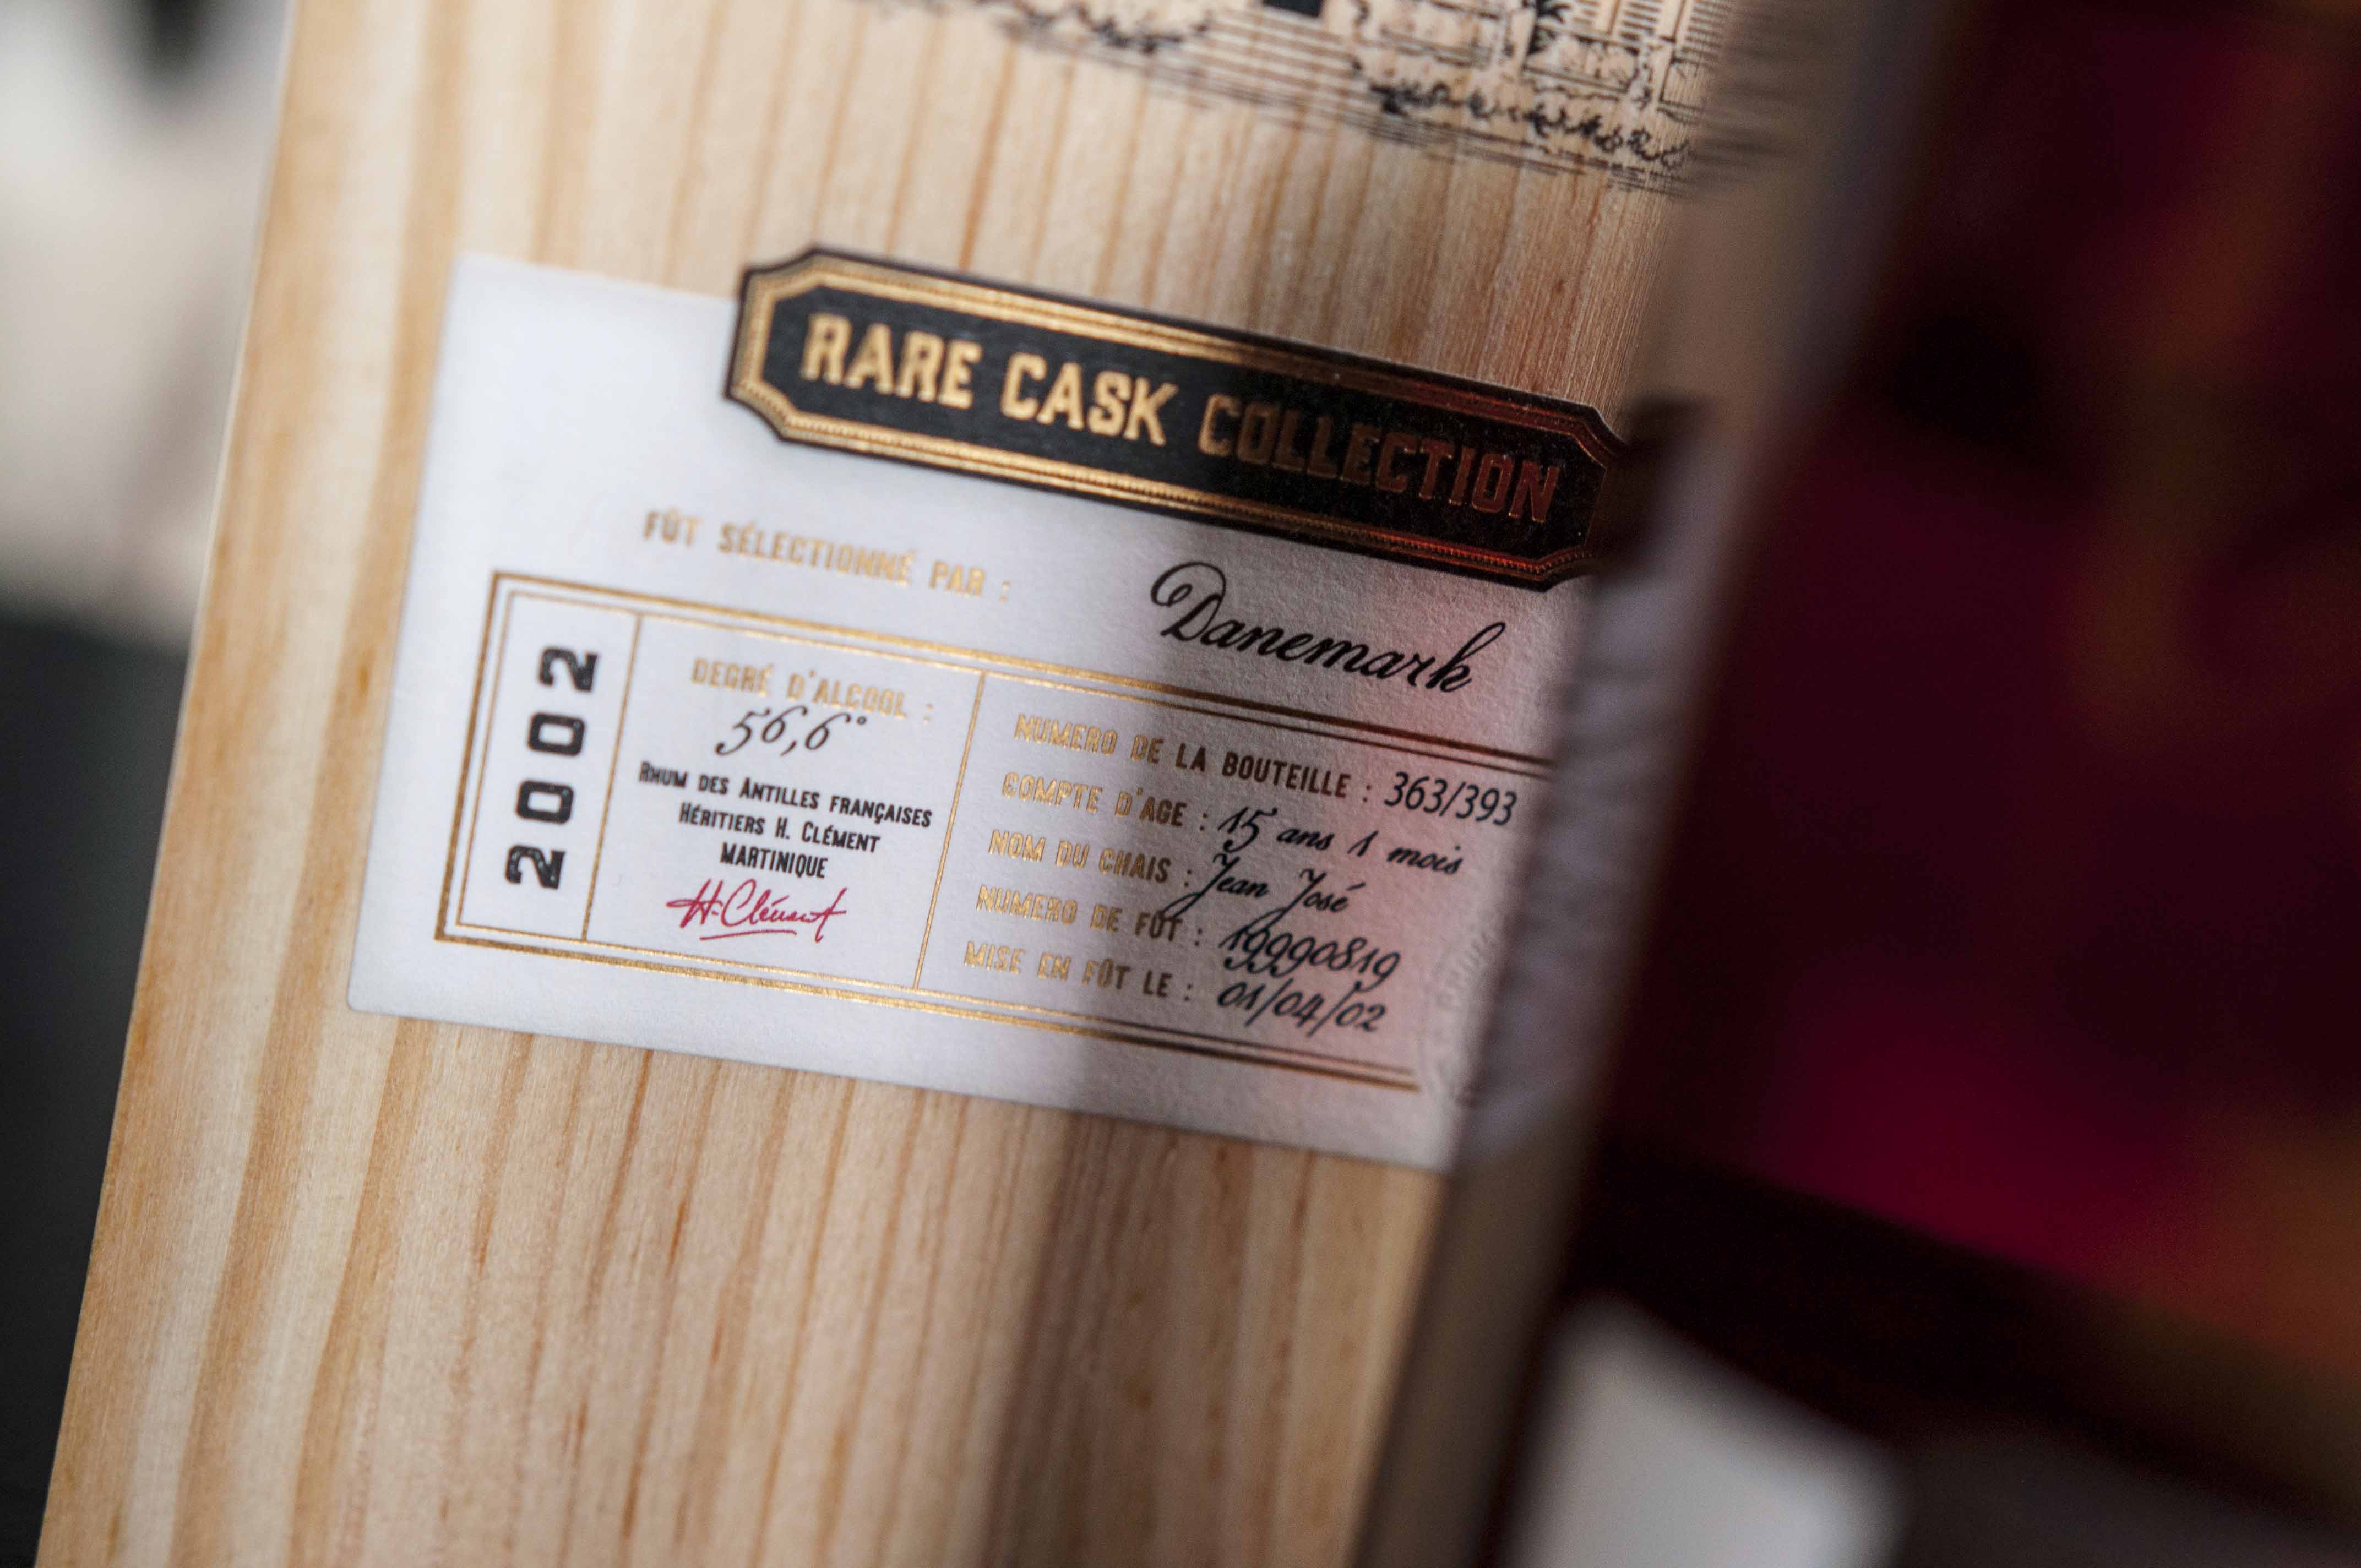 RARE CASK COLLECTION
FÛT SÉLECTIONNÉ PAR : Danemark
2002
DEGRÉ D'ALCOOL :
56,6°
RHUM DES ANTILLES FRANÇAISES
HÉRITIERS H. CLÉMENT
MARTINIQUE
H. Clément
NUMERO DE LA BOUTEILLE : 363/393
COMPTE D'AGE : 15 ans 1 mois
NOM DU CHAIS : Jean José
NUMERO DE FÛT : 19990819
MISE EN FÛT LE : 01/04/02